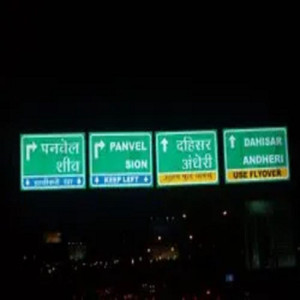 पनवेल
शीव
PANVEL
SION
KEEP LEFT
दहिसर
अंधेरी
DAHISAR
ANDHERI
USE FLYOVER